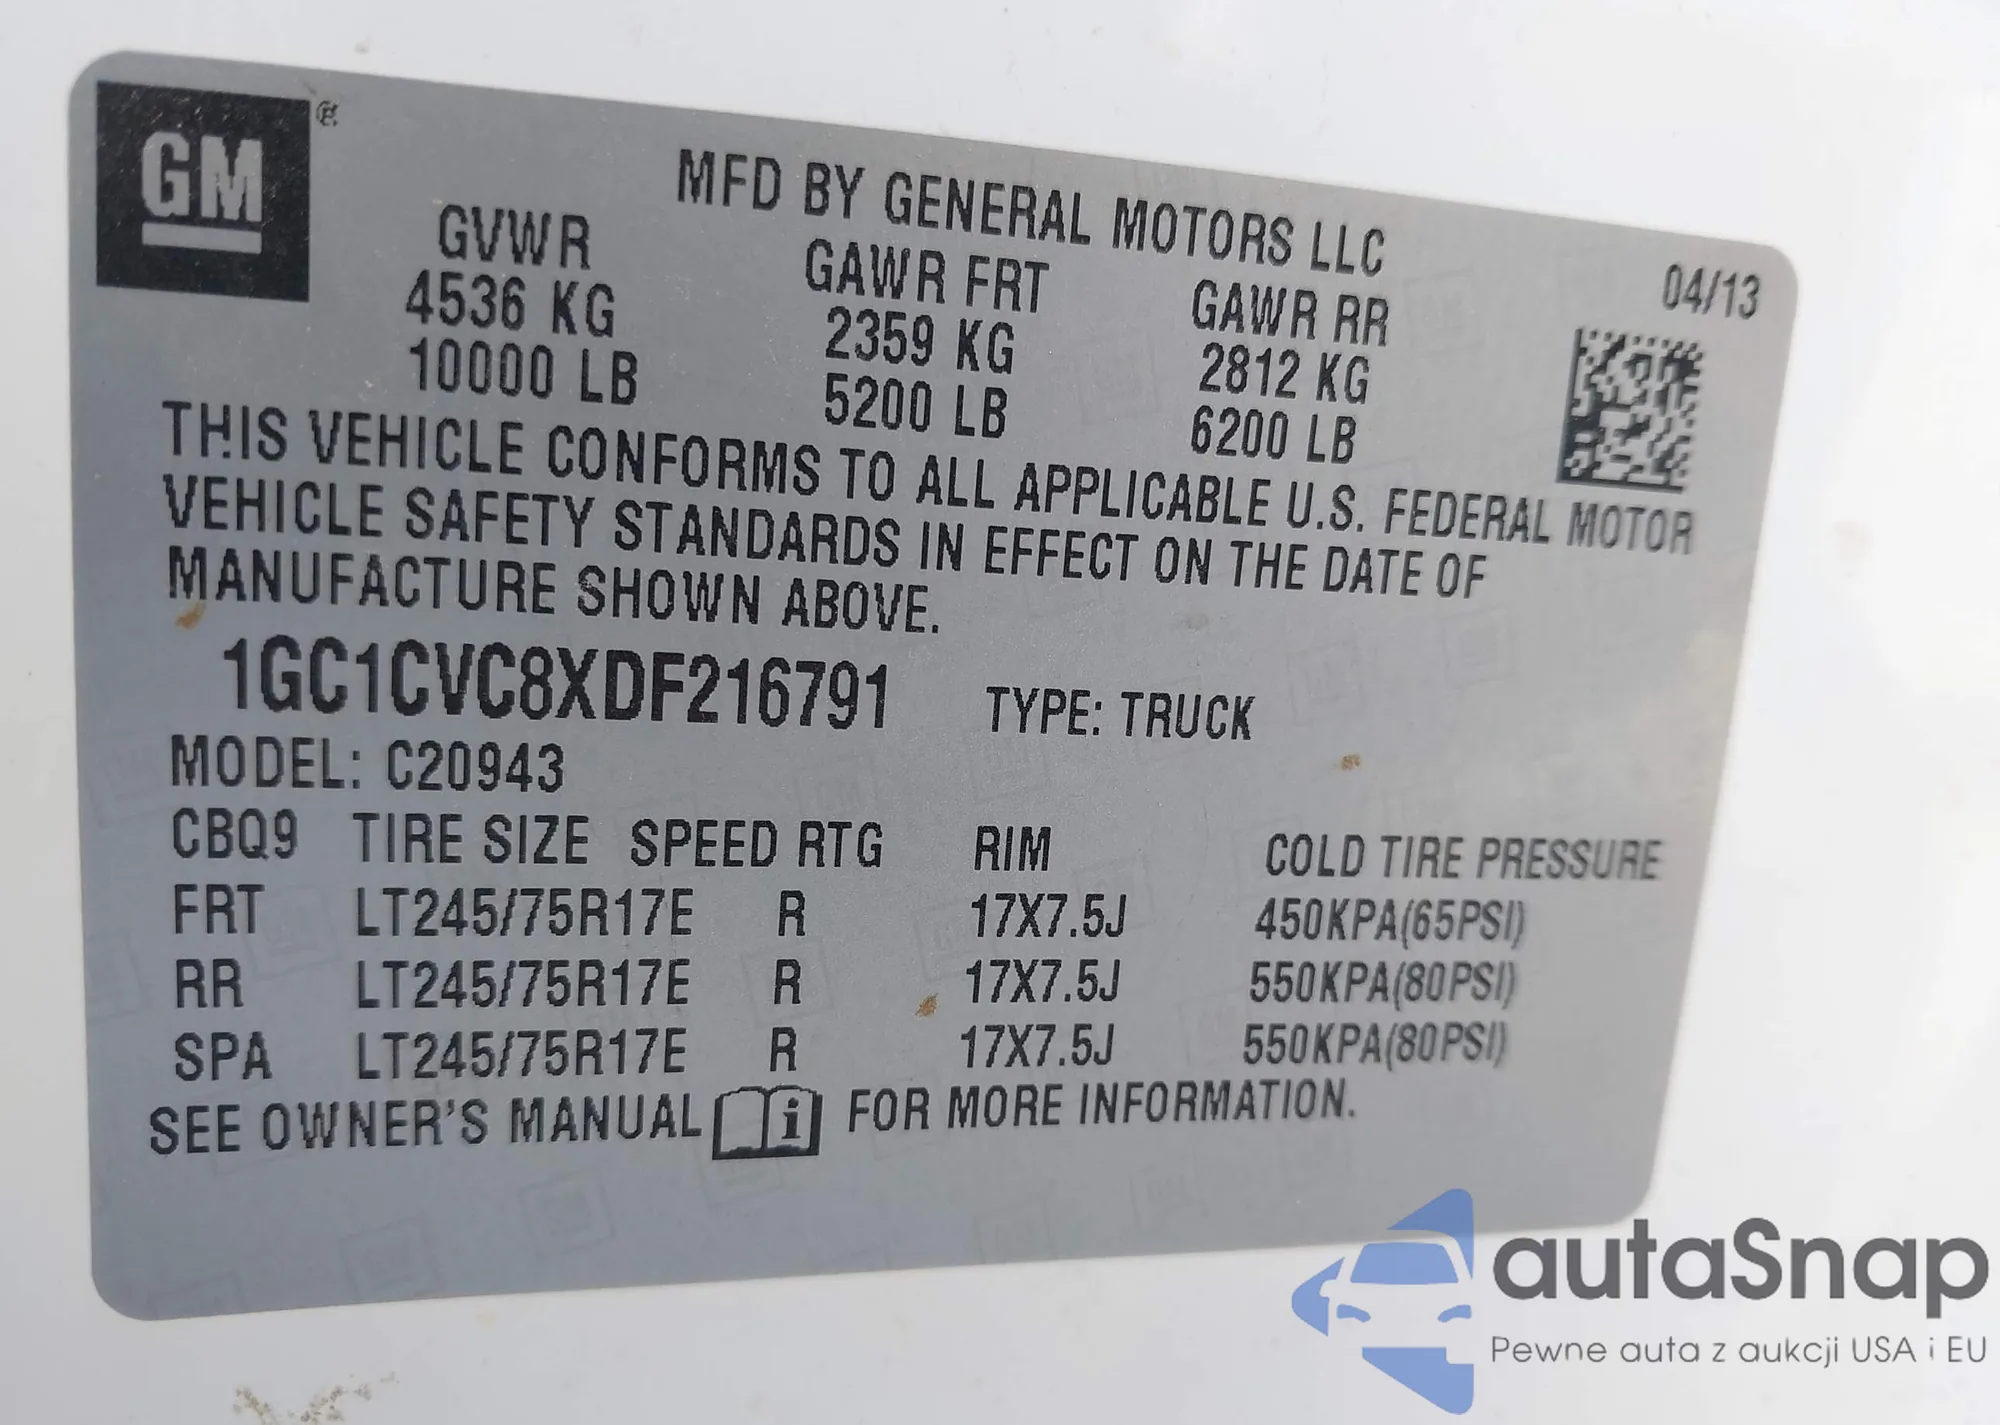 GM ®
MFD BY GENERAL MOTORS LLC
04/13
GVWR GAWR FRT GAWR RR
4536 KG 2359 KG 2812 KG
10000 LB 5200 LB 6200 LB
THIS VEHICLE CONFORMS TO ALL APPLICABLE U.S. FEDERAL MOTOR
VEHICLE SAFETY STANDARDS IN EFFECT ON THE DATE OF
MANUFACTURE SHOWN ABOVE.
1GC1CVC8XDF216791 TYPE: TRUCK
MODEL: C20943
CBQ9 TIRE SIZE SPEED RTG RIM COLD TIRE PRESSURE
FRT LT245/75R17E R 17X7.5J 450KPA(65PSI)
RR LT245/75R17E R 17X7.5J 550KPA(80PSI)
SPA LT245/75R17E R 17X7.5J 550KPA(80PSI)
SEE OWNER'S MANUAL i FOR MORE INFORMATION.
autaSnap
Pewne auta z aukcji USA i EU